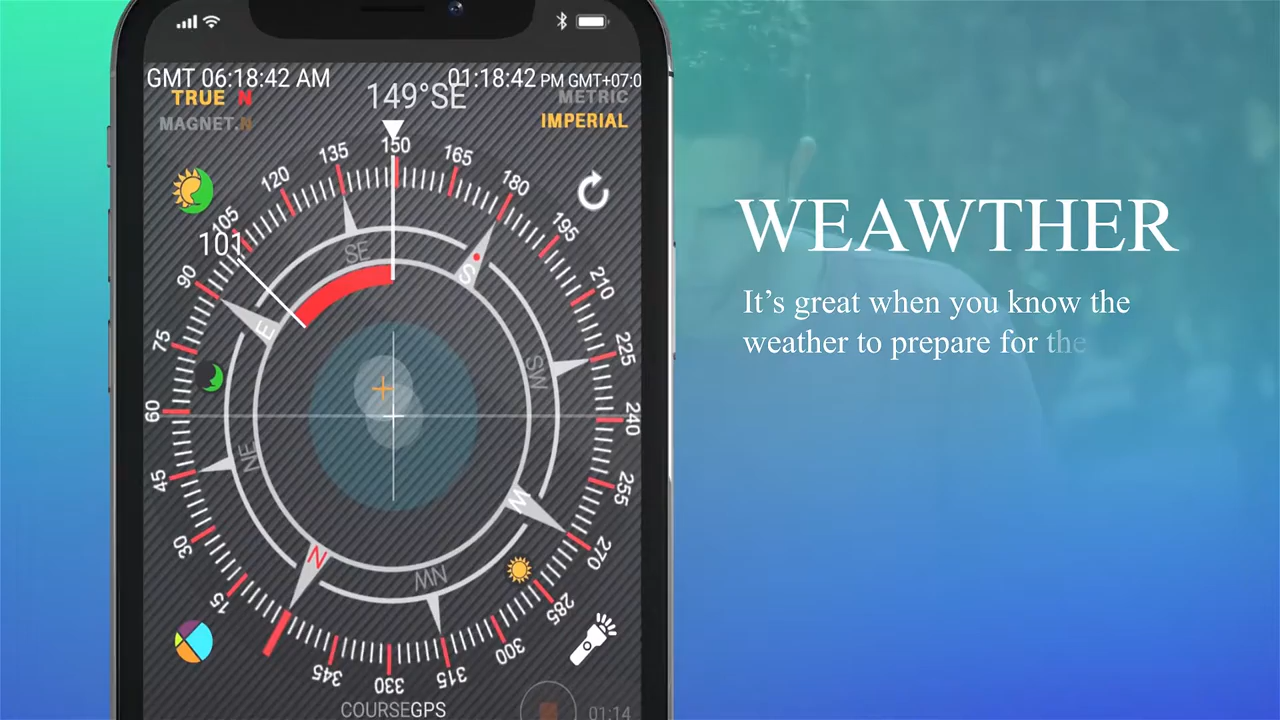 GMT 06:18:42 AM
01:18:42 PM GMT+07:0
TRUE N
149°SE
METRIC
MAGNET.N
IMPERIAL
150
135
165
120
180
105
195
101
90
210
75
225
60
240
45
255
30
270
15
285
345
330
315
300
SE
S
E
SW
NE
W
N
NW
COURSEGPS
01:14
WEAWTHER
It's great when you know the
weather to prepare for the